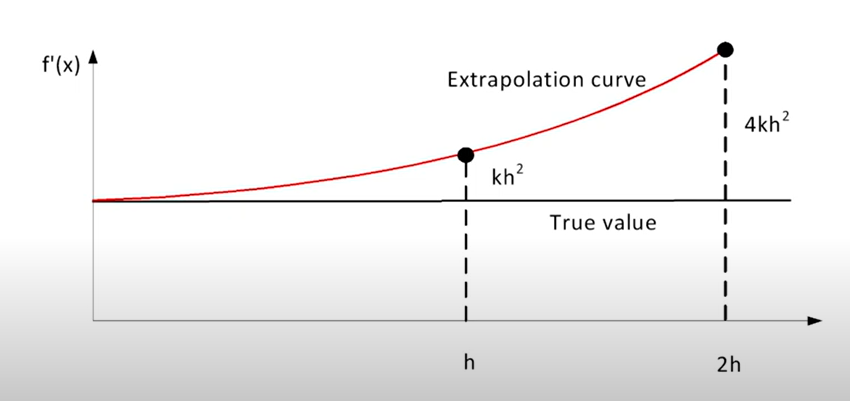 f'(x)
Extrapolation curve
4kh²
kh²
True value
h
2h